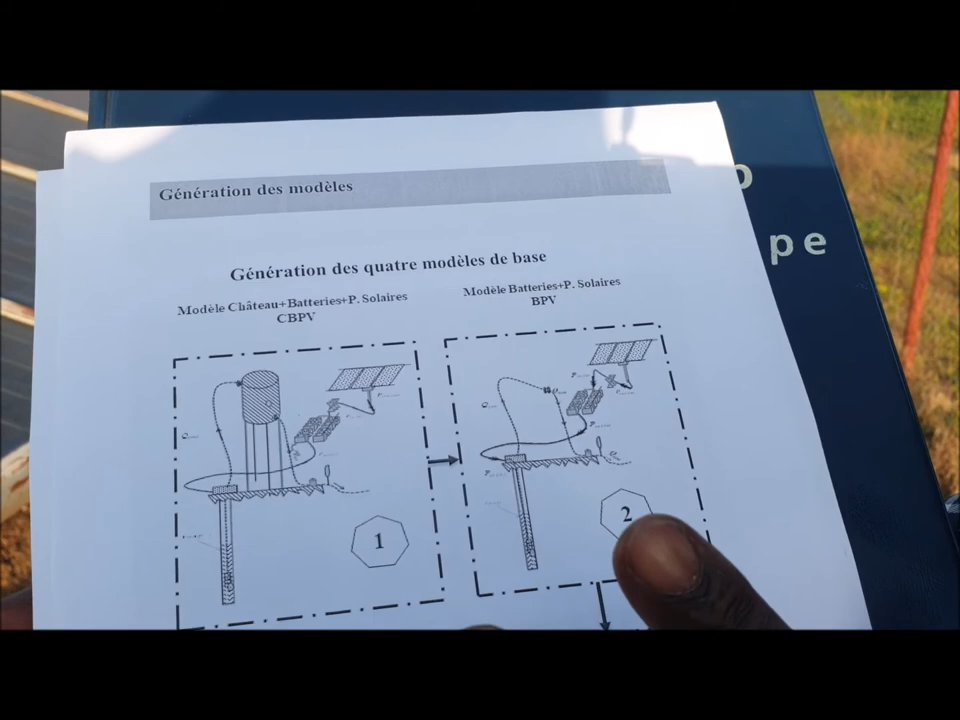 Génération des modèles
Génération des quatre modèles de base
Modèle Château+Batteries+P. Solaires
CBPV
Modèle Batteries+P. Solaires
BPV
1
2
pe